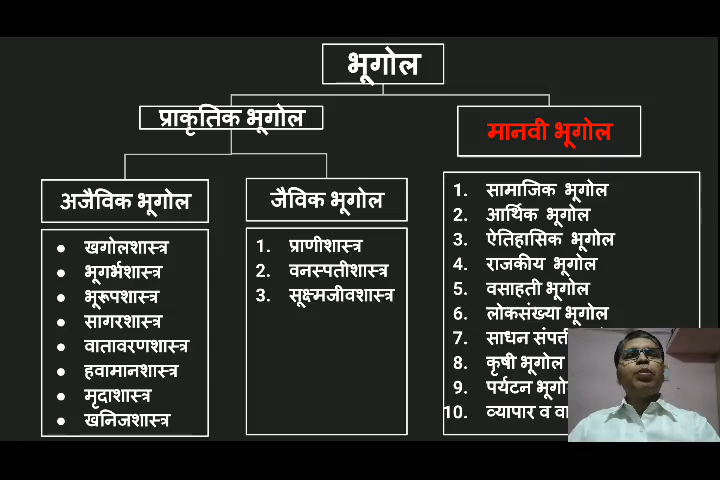 भूगोल
प्राकृतिक भूगोल
मानवी भूगोल
अजैविक भूगोल
● खगोलशास्त्र
● भूगर्भशास्त्र
● भूरूपशास्त्र
● सागरशास्त्र
● वातावरणशास्त्र
● हवामानशास्त्र
● मृदाशास्त्र
● खनिजशास्त्र
जैविक भूगोल
1. प्राणीशास्त्र
2. वनस्पतीशास्त्र
3. सूक्ष्मजीवशास्त्र
1. सामाजिक भूगोल
2. आर्थिक भूगोल
3. ऐतिहासिक भूगोल
4. राजकीय भूगोल
5. वसाहती भूगोल
6. लोकसंख्या भूगोल
7. साधन संपत्ती
8. कृषी भूगोल
9. पर्यटन
10. व्यापार व